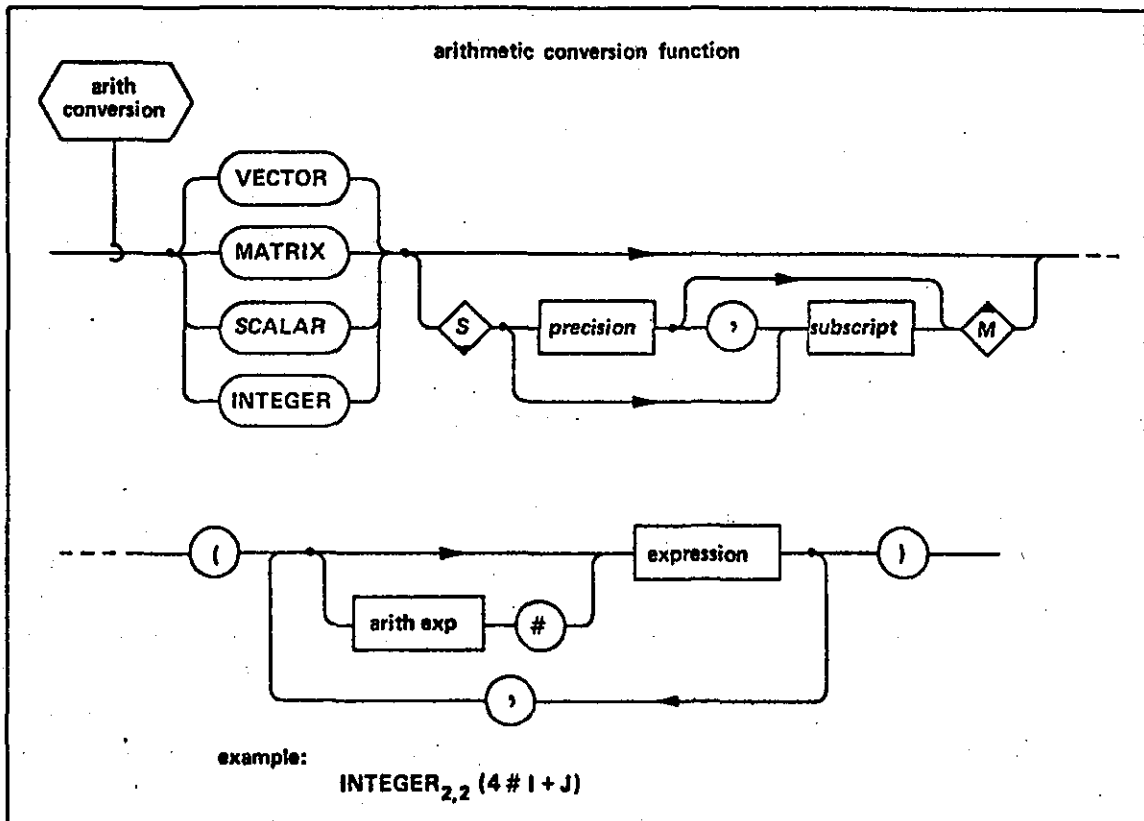 arithmetic conversion function
arith
conversion
VECTOR
MATRIX
SCALAR
INTEGER
S
precision
,
subscript
M
(
arith exp
#
expression
)
,
example:
INTEGER2,2 (4 # I + J)